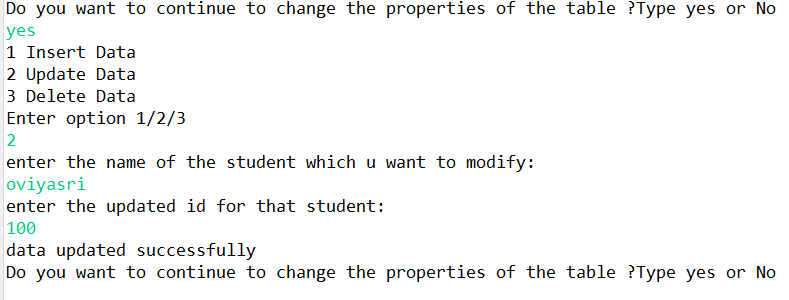 Do you want to continue to change the properties of the table ?Type yes or No
yes
1 Insert Data
2 Update Data
3 Delete Data
Enter option 1/2/3
2
enter the name of the student which u want to modify:
oviyasri
enter the updated id for that student:
100
data updated successfully
Do you want to continue to change the properties of the table ?Type yes or No